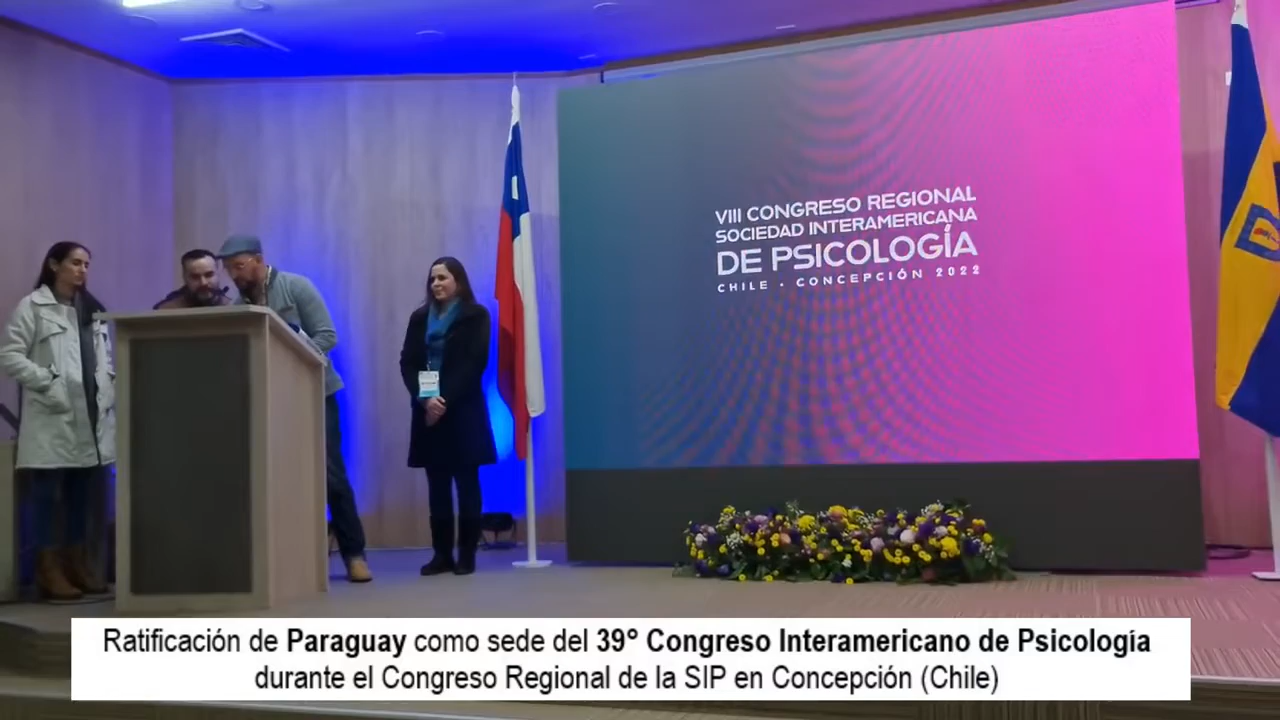 VIII CONGRESO REGIONAL
SOCIEDAD INTERAMERICANA
DE PSICOLOGÍA
CHILE · CONCEPCIÓN 2022
Ratificación de Paraguay como sede del 39° Congreso Interamericano de Psicología
durante el Congreso Regional de la SIP en Concepción (Chile)